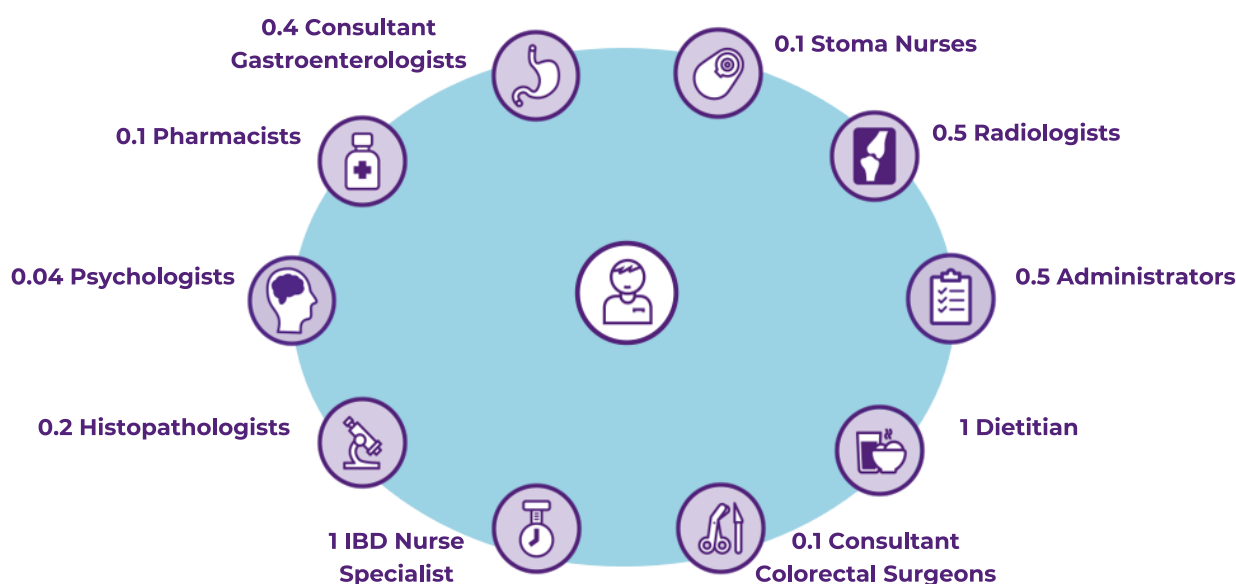 0.4 Consultant
Gastroenterologists
0.1 Stoma Nurses
0.1 Pharmacists
0.5 Radiologists
0.04 Psychologists
0.5 Administrators
0.2 Histopathologists
1 Dietitian
1 IBD Nurse
Specialist
0.1 Consultant
Colorectal Surgeons